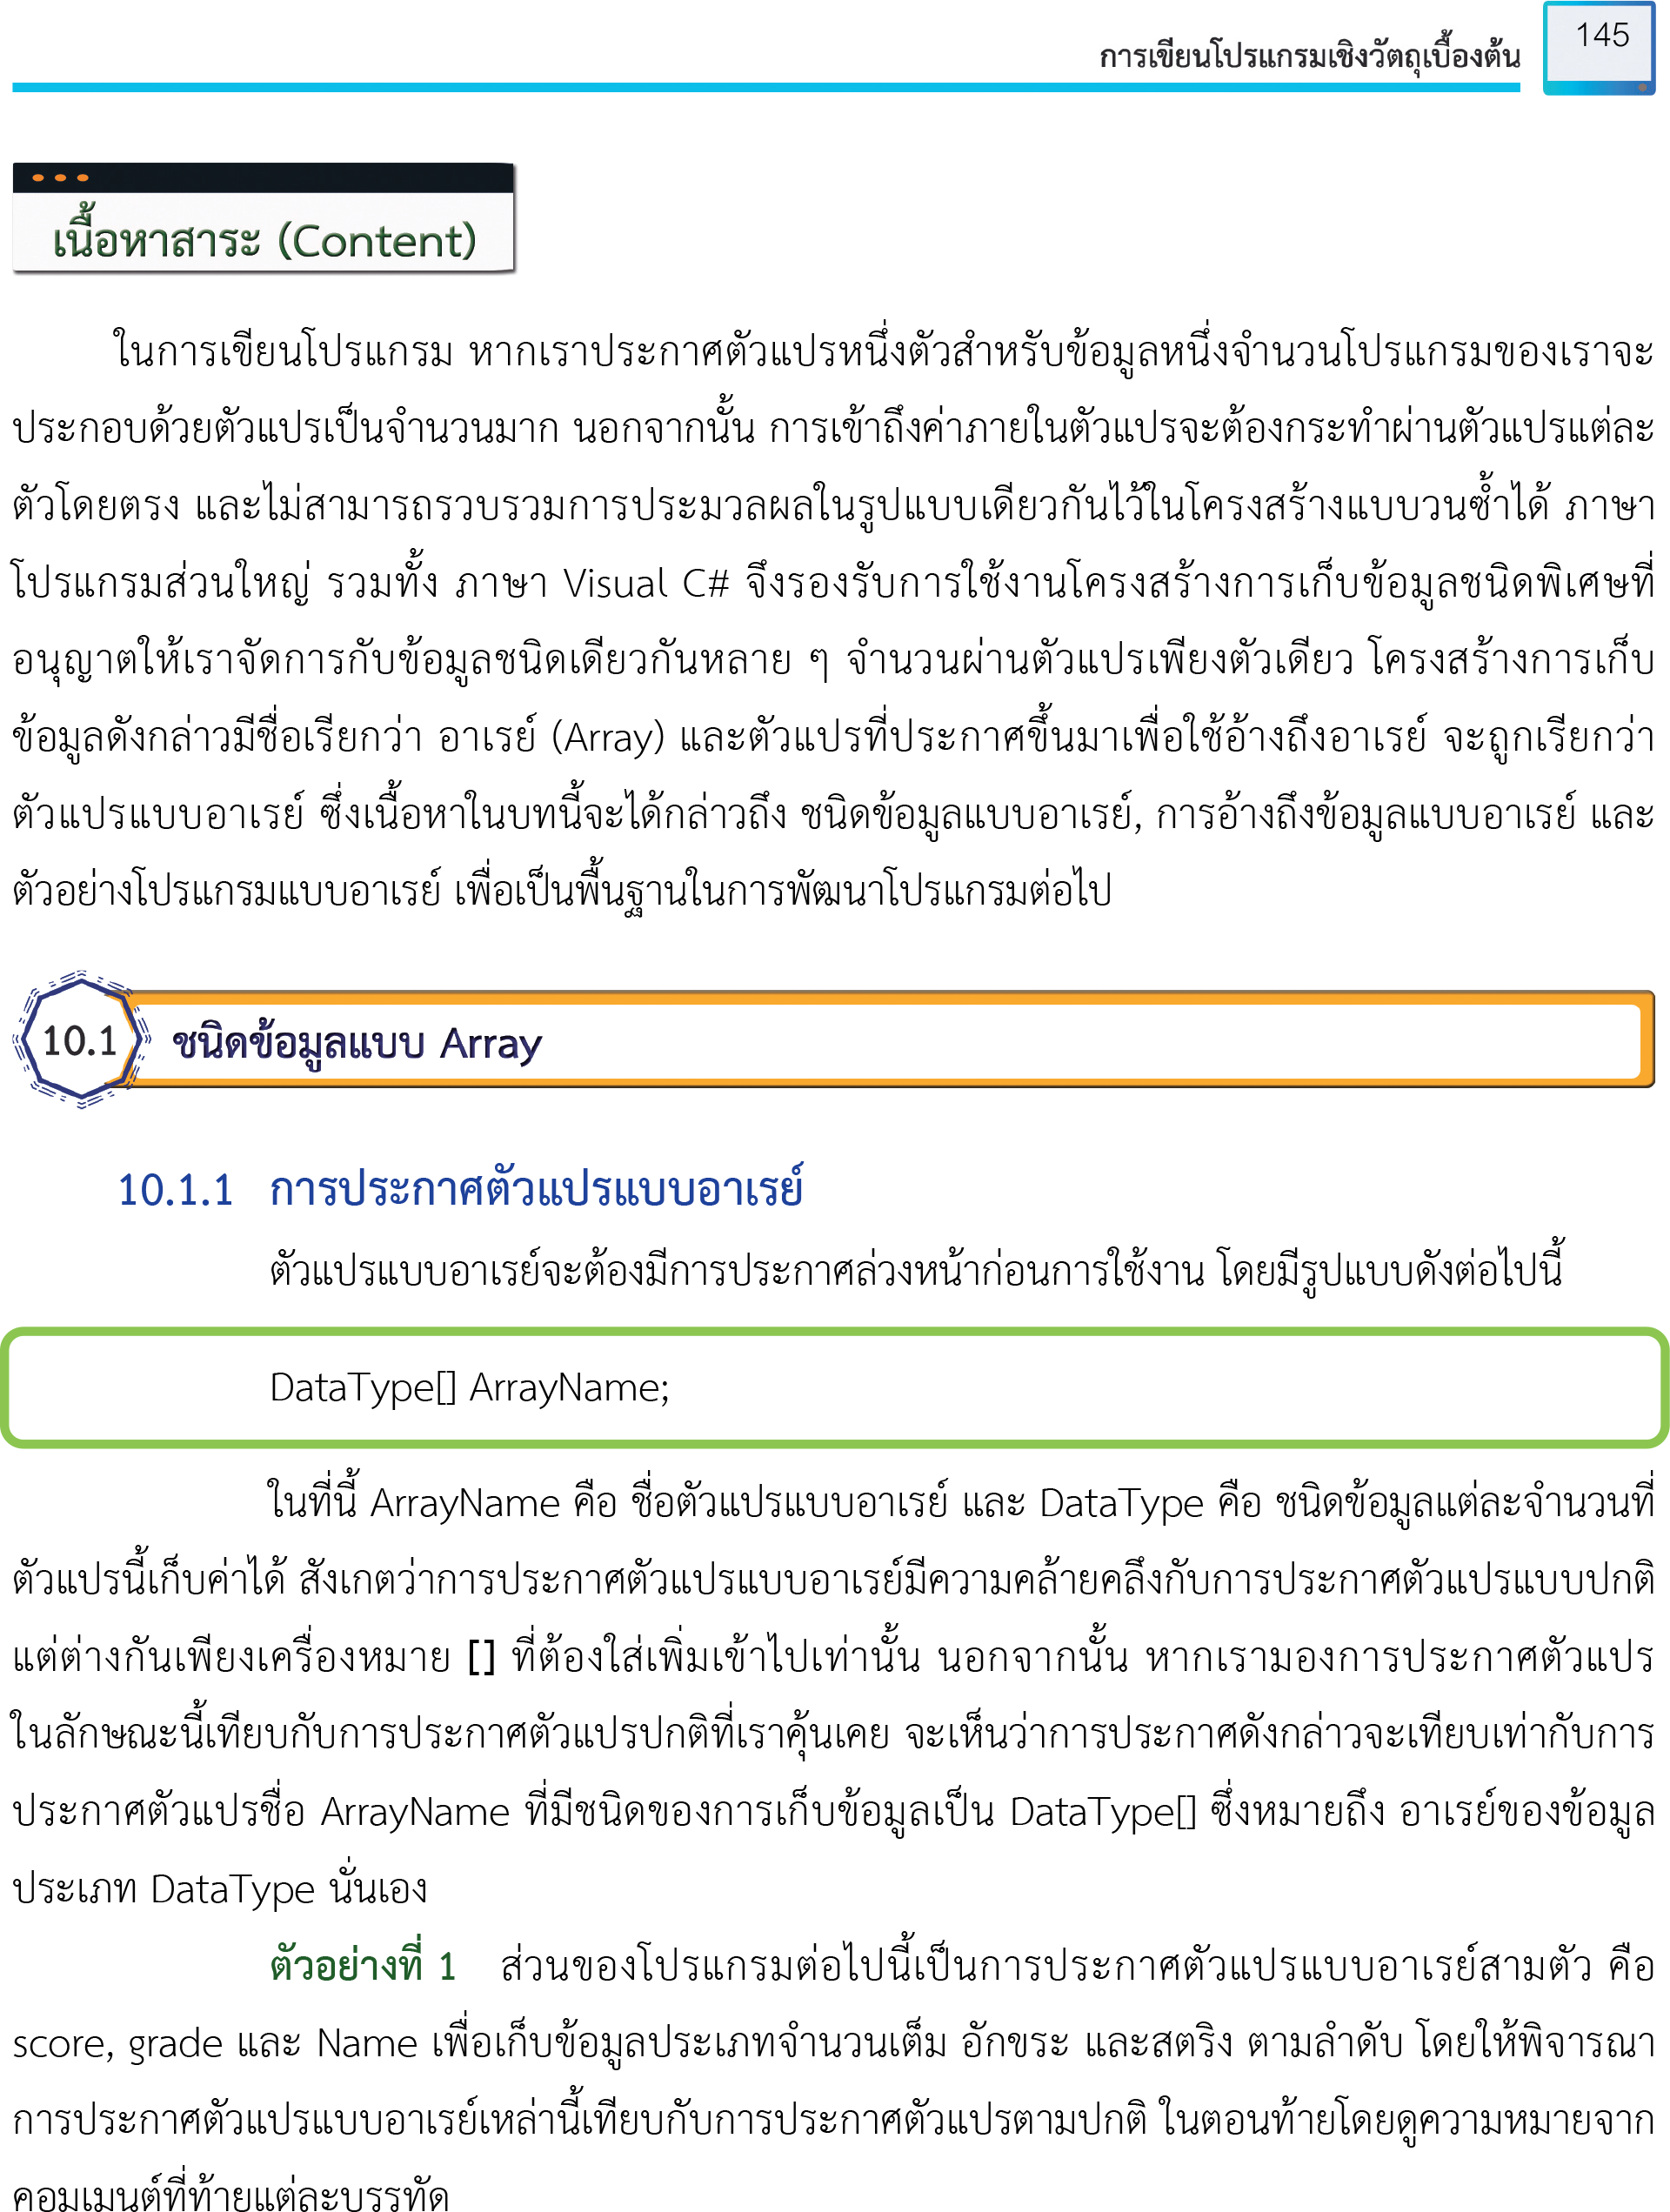 การเขียนโปรแกรมเชิงวัตถุเบื้องต้น
145
เนื้อหาสาระ (Content)
ในการเขียนโปรแกรม หากเราประกาศตัวแปรหนึ่งตัวสำหรับข้อมูลหนึ่งจำนวนโปรแกรมของเราจะ
ประกอบด้วยตัวแปรเป็นจำนวนมาก นอกจากนั้น การเข้าถึงค่าภายในตัวแปรจะต้องกระทำผ่านตัวแปรแต่ละ
ตัวโดยตรง และไม่สามารถรวบรวมการประมวลผลในรูปแบบเดียวกันไว้ในโครงสร้างแบบวนซ้ำได้ ภาษา
โปรแกรมส่วนใหญ่ รวมทั้ง ภาษา Visual C# จึงรองรับการใช้งานโครงสร้างการเก็บข้อมูลชนิดพิเศษที่
อนุญาตให้เราจัดการกับข้อมูลชนิดเดียวกันหลาย ๆ จำนวนผ่านตัวแปรเพียงตัวเดียว โครงสร้างการเก็บ
ข้อมูลดังกล่าวมีชื่อเรียกว่า อาเรย์ (Array) และตัวแปรที่ประกาศขึ้นมาเพื่อใช้อ้างถึงอาเรย์ จะถูกเรียกว่า
ตัวแปรแบบอาเรย์ ซึ่งเนื้อหาในบทนี้จะได้กล่าวถึง ชนิดข้อมูลแบบอาเรย์, การอ้างถึงข้อมูลแบบอาเรย์ และ
ตัวอย่างโปรแกรมแบบอาเรย์ เพื่อเป็นพื้นฐานในการพัฒนาโปรแกรมต่อไป
10.1 ชนิดข้อมูลแบบ Array
10.1.1 การประกาศตัวแปรแบบอาเรย์
ตัวแปรแบบอาเรย์จะต้องมีการประกาศล่วงหน้าก่อนการใช้งาน โดยมีรูปแบบดังต่อไปนี้
DataType[] ArrayName;
ในที่นี้ ArrayName คือ ชื่อตัวแปรแบบอาเรย์ และ DataType คือ ชนิดข้อมูลแต่ละจำนวนที่
ตัวแปรนี้เก็บค่าได้ สังเกตว่าการประกาศตัวแปรแบบอาเรย์มีความคล้ายคลึงกับการประกาศตัวแปรแบบปกติ
แต่ต่างกันเพียงเครื่องหมาย [] ที่ต้องใส่เพิ่มเข้าไปเท่านั้น นอกจากนั้น หากเรามองการประกาศตัวแปร
ในลักษณะนี้เทียบกับการประกาศตัวแปรปกติที่เราคุ้นเคย จะเห็นว่าการประกาศดังกล่าวจะเทียบเท่ากับการ
ประกาศตัวแปรชื่อ ArrayName ที่มีชนิดของการเก็บข้อมูลเป็น DataType[] ซึ่งหมายถึง อาเรย์ของข้อมูล
ประเภท DataType นั่นเอง
ตัวอย่างที่ 1 ส่วนของโปรแกรมต่อไปนี้เป็นการประกาศตัวแปรแบบอาเรย์สามตัว คือ
score, grade และ Name เพื่อเก็บข้อมูลประเภทจำนวนเต็ม อักขระ และสตริง ตามลำดับ โดยให้พิจารณา
การประกาศตัวแปรแบบอาเรย์เหล่านี้เทียบกับการประกาศตัวแปรตามปกติ ในตอนท้ายโดยดูความหมายจาก
คอมเมนต์ที่ท้ายแต่ละบรรทัด